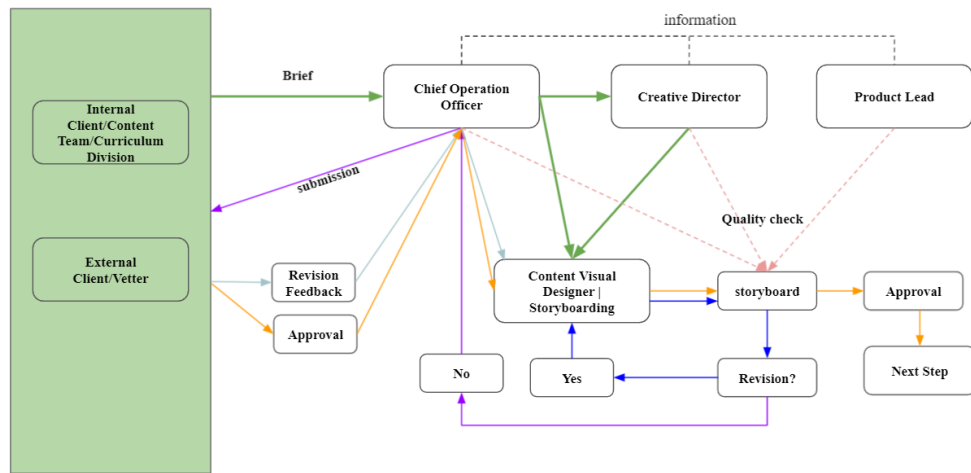 information
Brief
Chief Operation
Officer
Creative Director
Product Lead
Internal
Client/Content
Team/Curriculum
Division
submission
Quality check
External
Client/Vetter
Revision
Feedback
Approval
Content Visual
Designer |
Storyboarding
storyboard
Approval
No
Yes
Revision?
Next Step